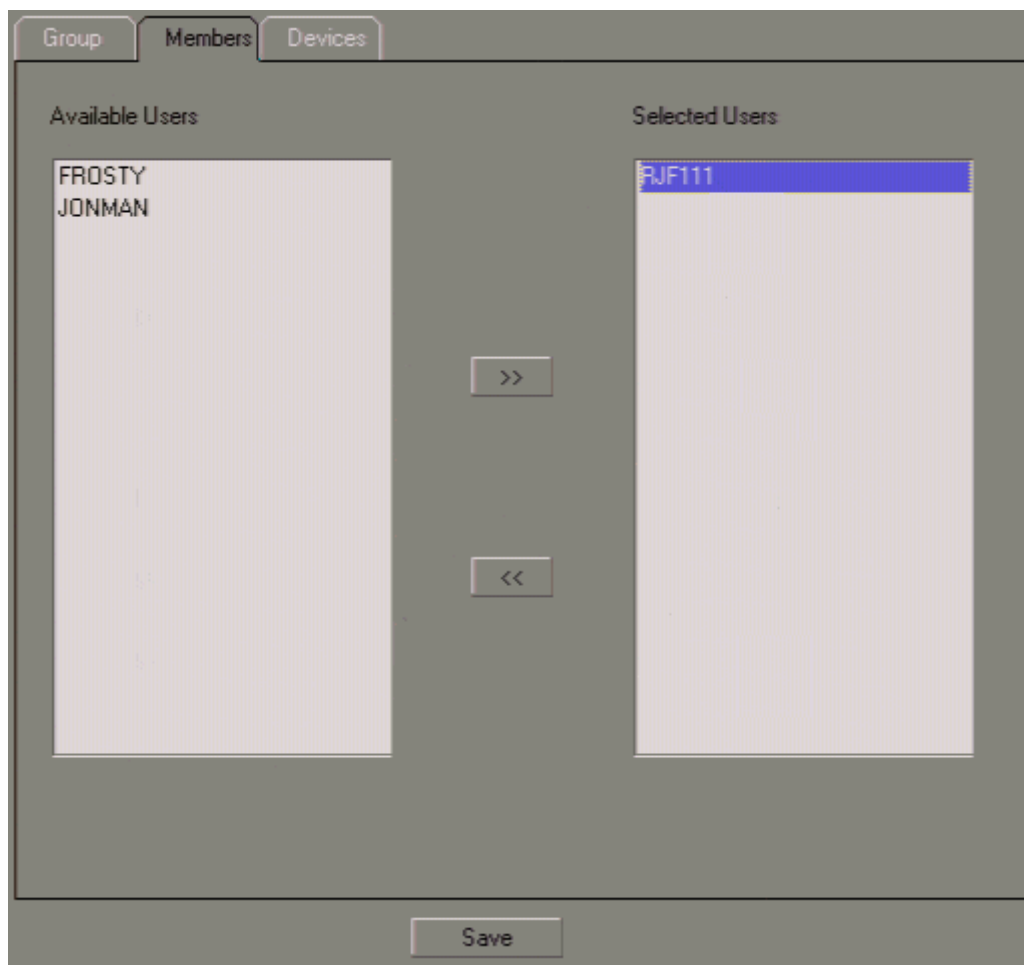 Group Members Devices
Available Users Selected Users
FROSTY RJF111
JONMAN
>>
<<
Save